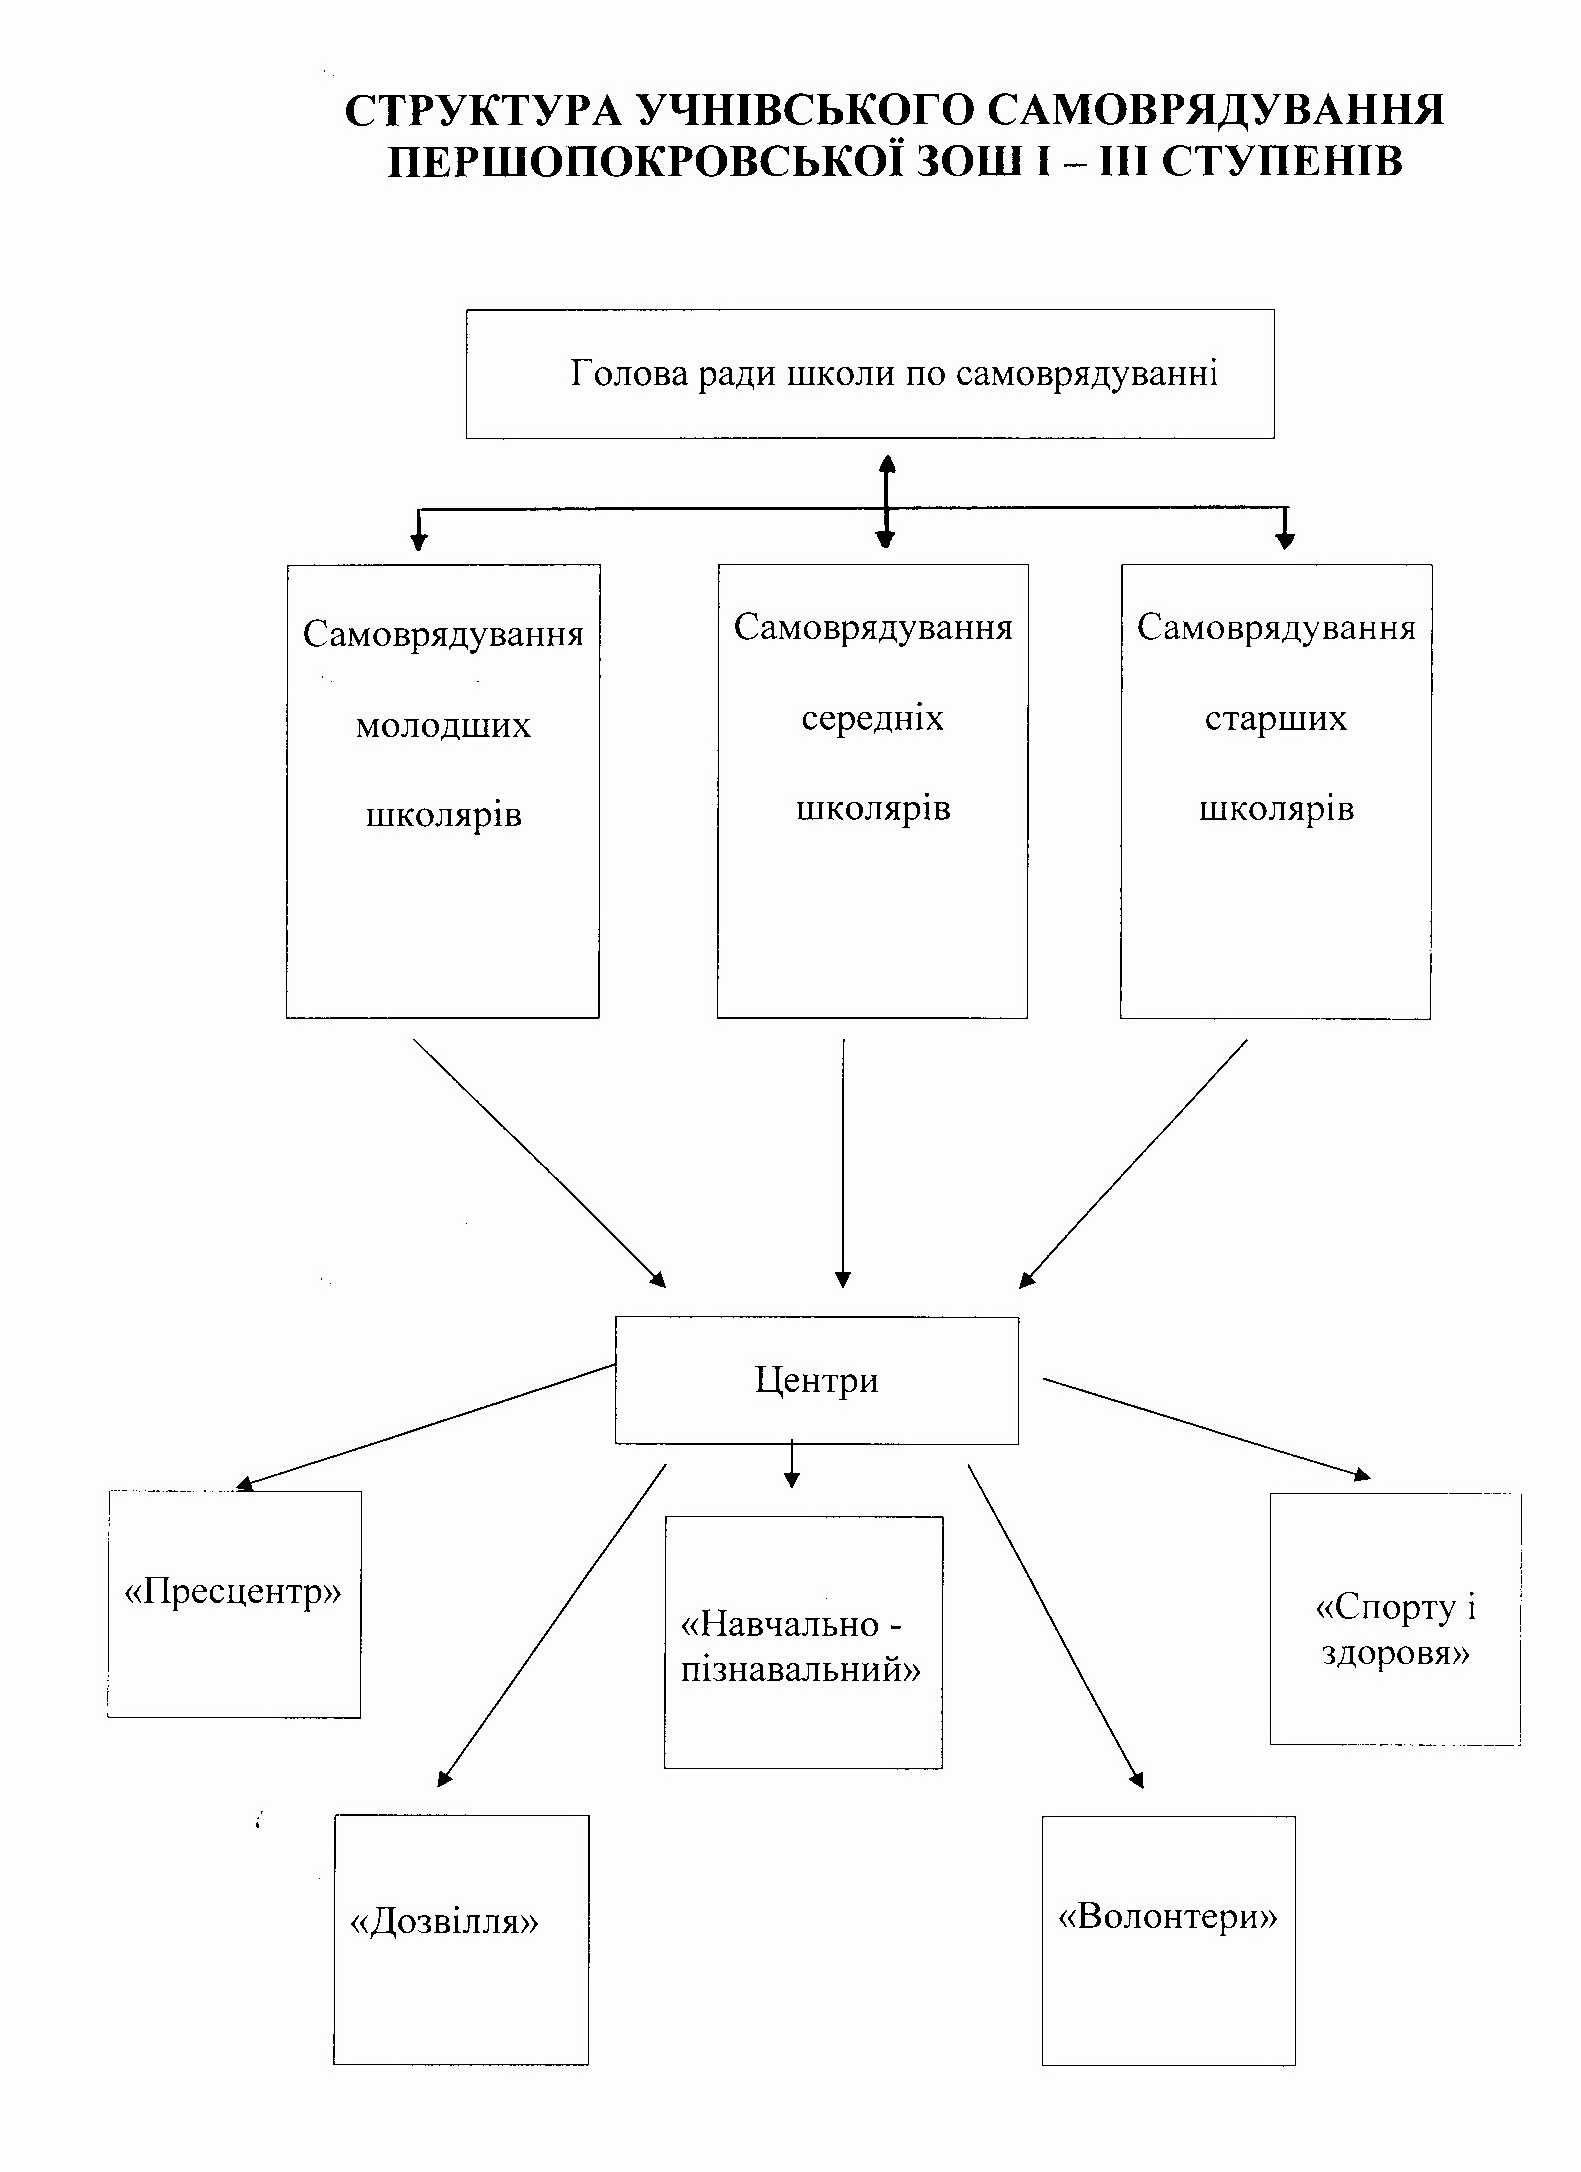 СТРУКТУРА УЧНІВСЬКОГО САМОВРЯДУВАННЯ
ПЕРШОПОКРОВСЬКОЇ ЗОШ І – ІІІ СТУПЕНІВ
Голова ради школи по самоврядуванні
Самоврядування
молодших
школярів
Самоврядування
середніх
школярів
Самоврядування
старших
школярів
Центри
«Пресцентр»
«Навчально -
пізнавальний»
«Спорту і
здоровя»
«Дозвілля»
«Волонтери»